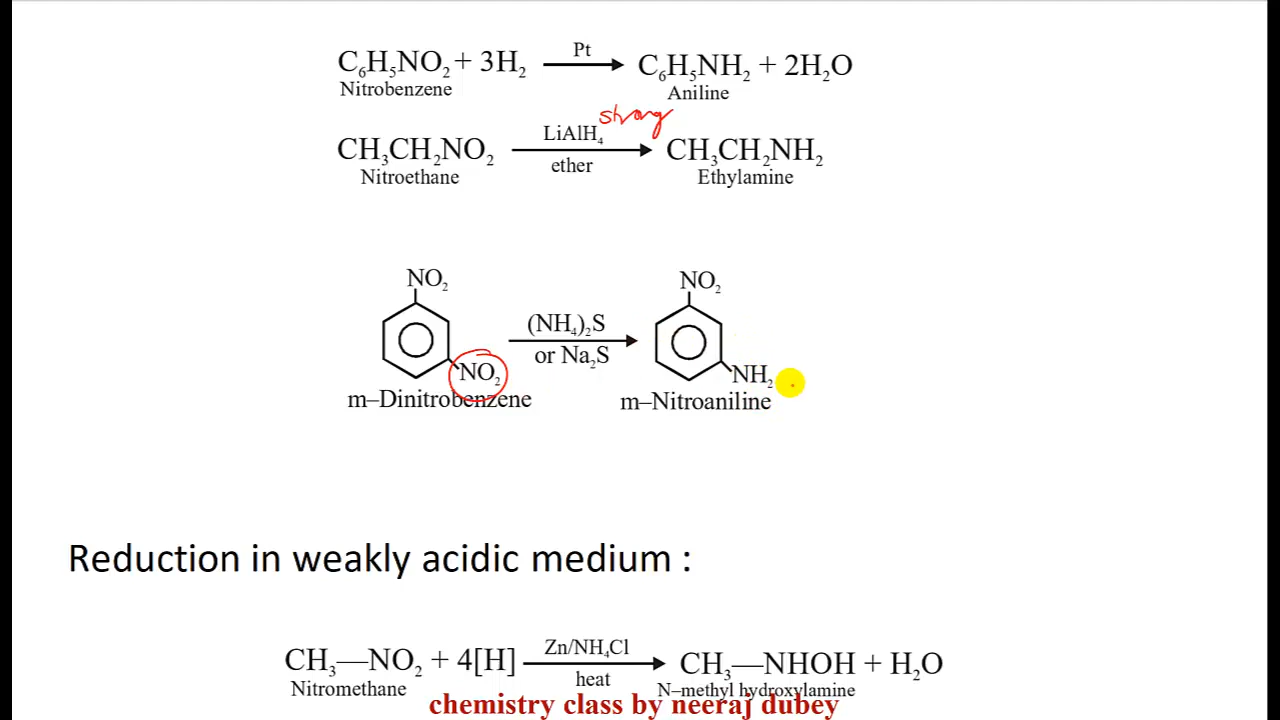 C₆H₅NO₂ + 3H₂ Pt C₆H₅NH₂ + 2H₂O
Nitrobenzene Aniline
strong
CH₃CH₂NO₂ LiAlH₄ ether CH₃CH₂NH₂
Nitroethane Ethylamine
NO₂ NO₂
(NH₄)₂S
or Na₂S
NO₂ NH₂
m–Dinitrobenzene m–Nitroaniline
Reduction in weakly acidic medium :
CH₃—NO₂ + 4[H] Zn/NH₄Cl heat CH₃—NHOH + H₂O
Nitromethane N–methyl hydroxylamine
chemistry class by neeraj dubey